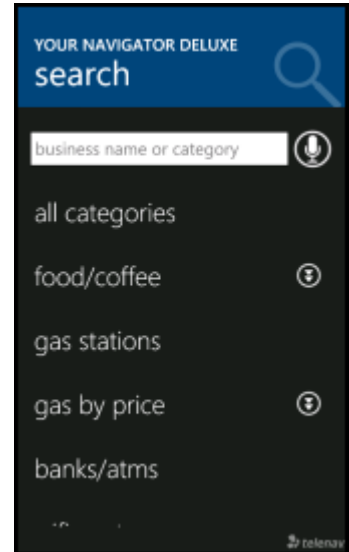 YOUR NAVIGATOR DELUXE
search
business name or category
all categories
food/coffee
gas stations
gas by price
banks/atms
telenav